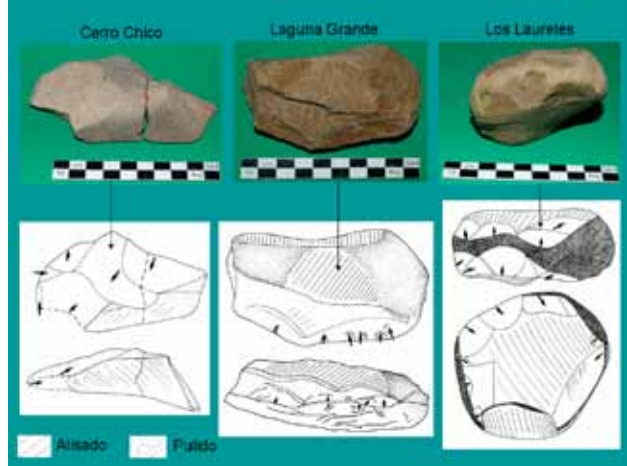 Cerro Chico
Laguna Grande
Los Laureles
Alisado
Pulido